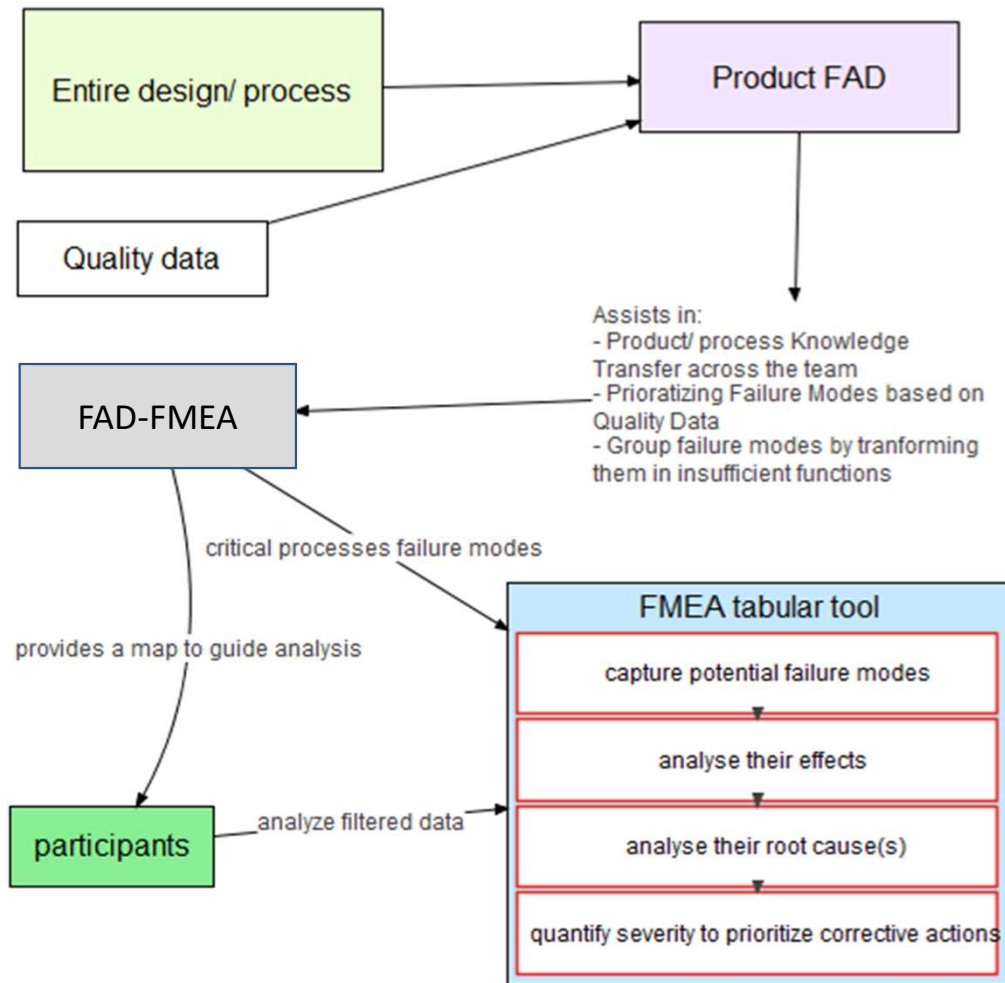 Entire design/ process
Product FAD
Quality data
Assists in:
- Product/ process Knowledge
Transfer across the team
- Prioratizing Failure Modes based on
Quality Data
- Group failure modes by tranforming
them in insufficient functions
FAD-FMEA
critical processes failure modes
provides a map to guide analysis
FMEA tabular tool
capture potential failure modes
analyse their effects
analyse their root cause(s)
quantify severity to prioritize corrective actions
participants
analyze filtered data